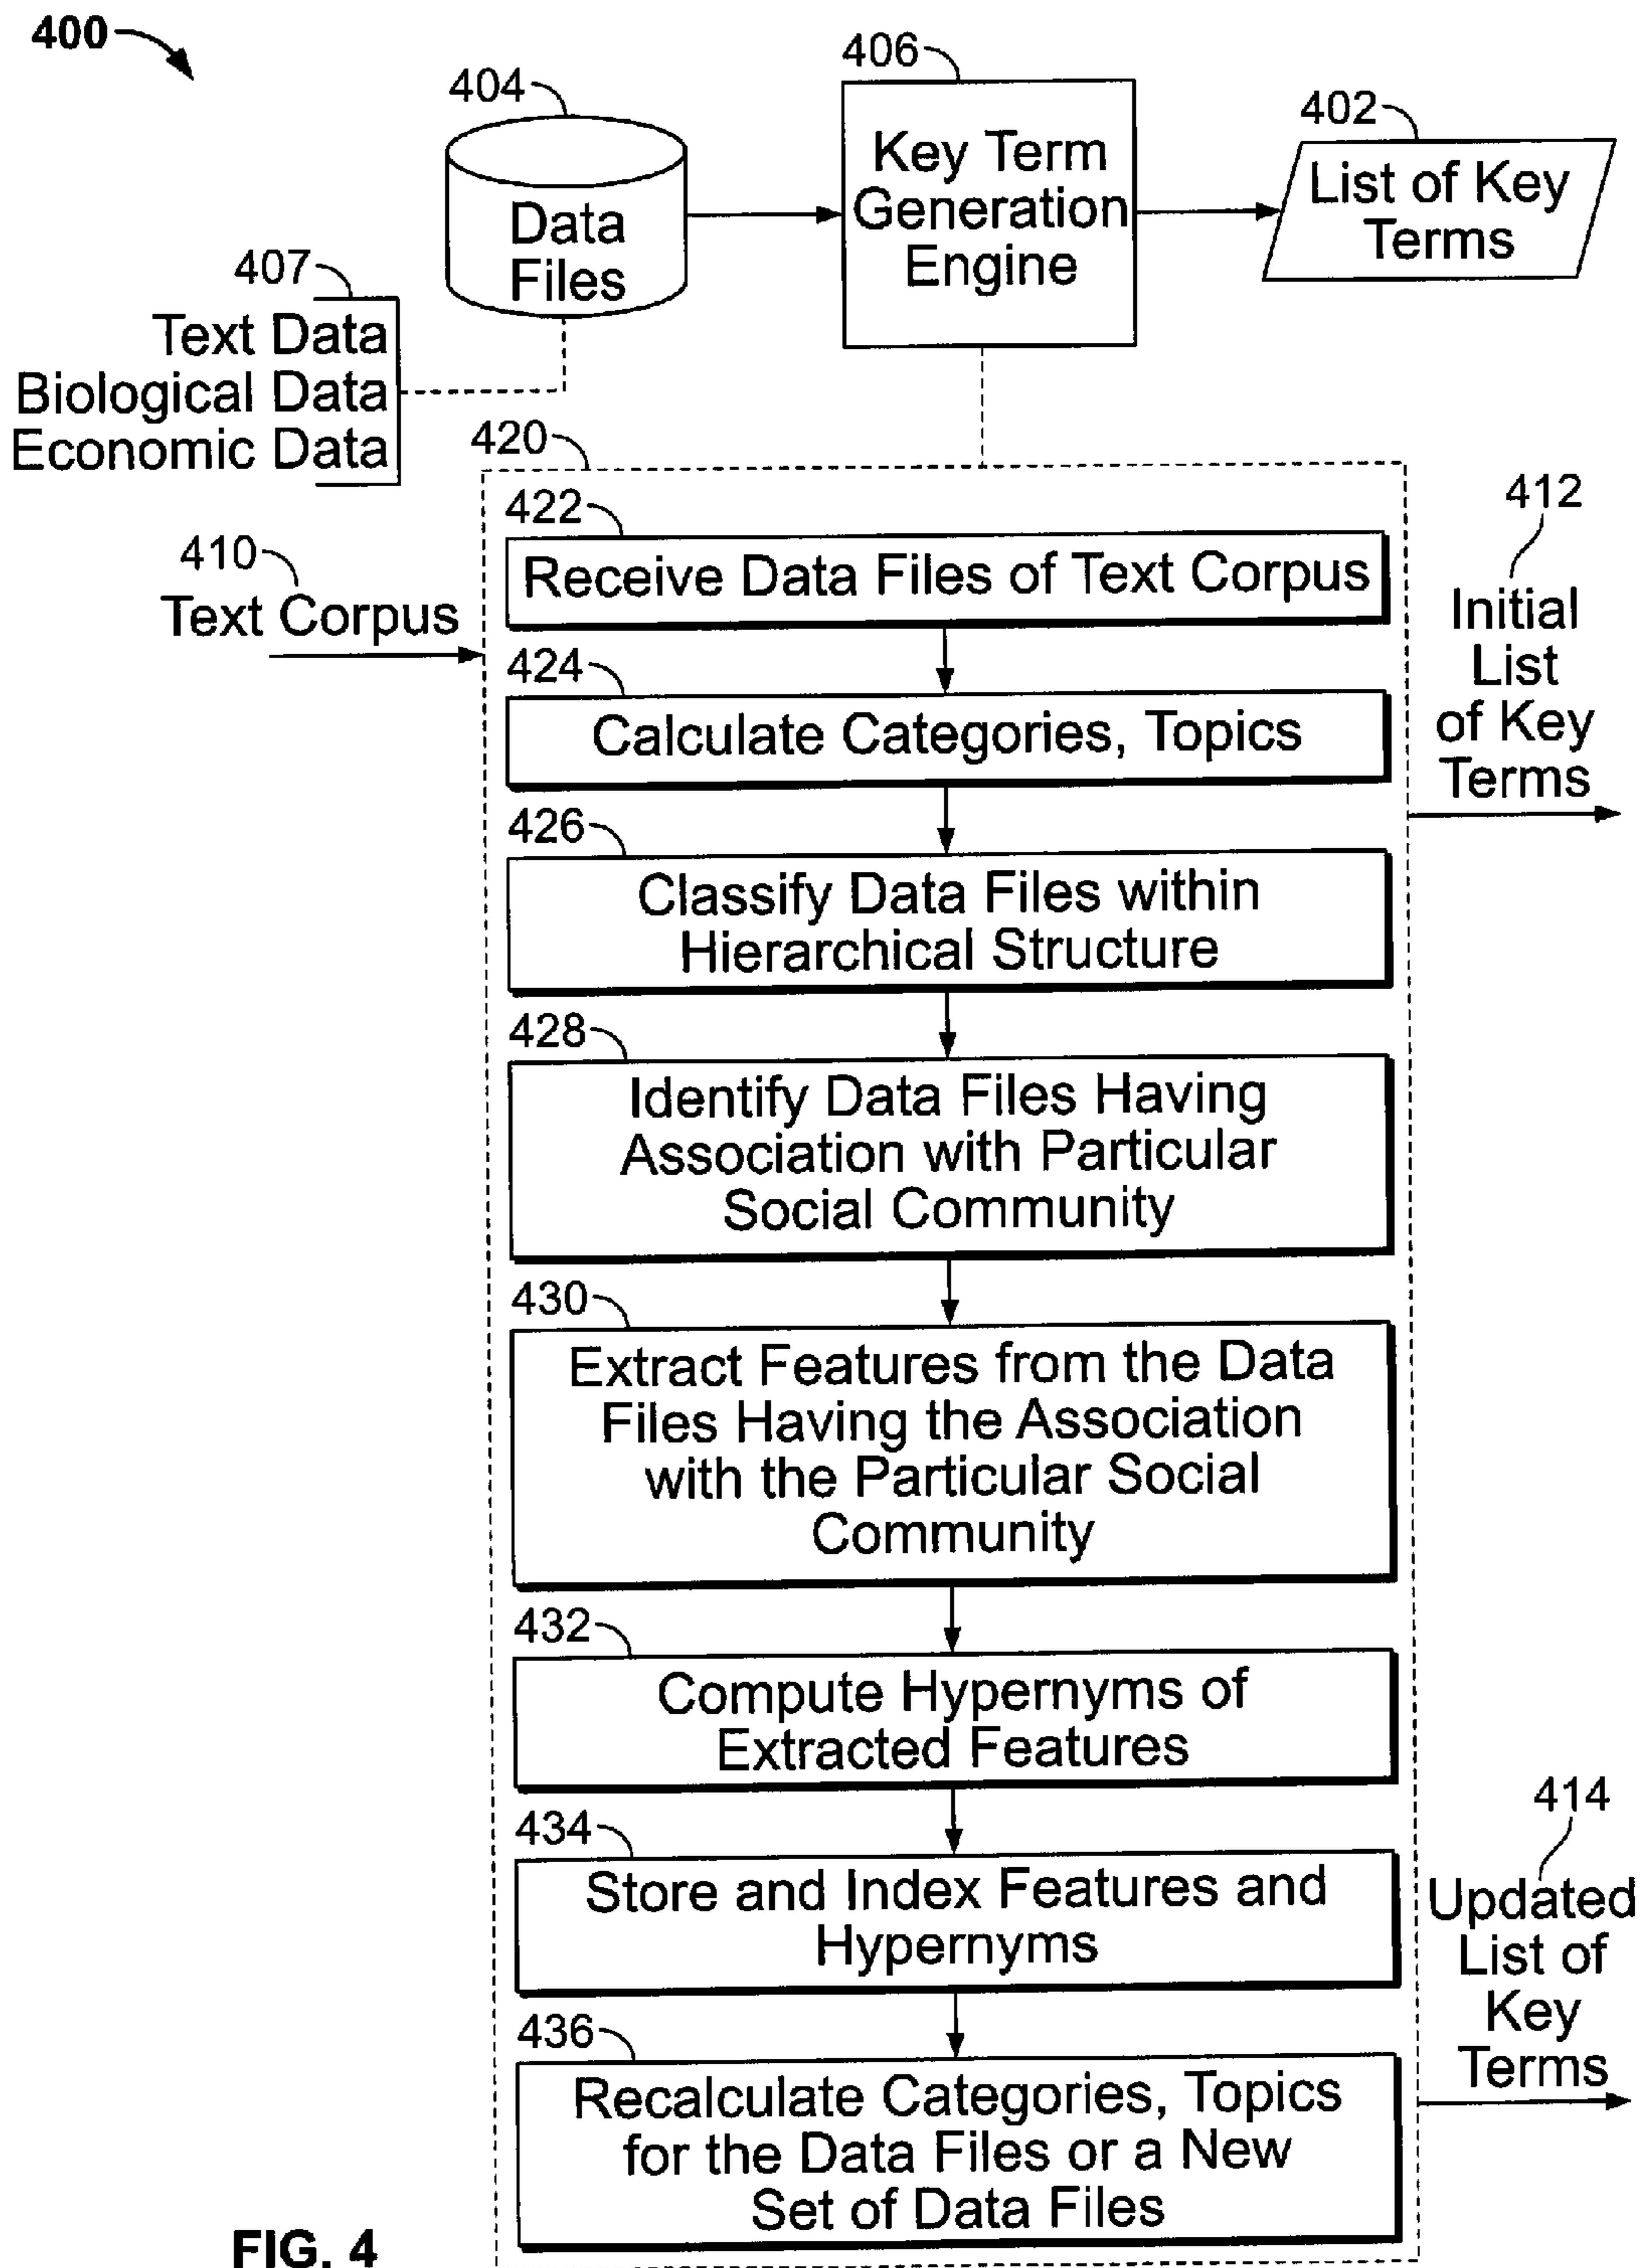 400
404
406
402
Data
Files
Key Term
Generation
Engine
List of Key
Terms
407
Text Data
Biological Data
Economic Data
420
410
Text Corpus
412
Initial
List
of Key
Terms
422
Receive Data Files of Text Corpus
424
Calculate Categories, Topics
426
Classify Data Files within
Hierarchical Structure
428
Identify Data Files Having
Association with Particular
Social Community
430
Extract Features from the Data
Files Having the Association
with the Particular Social
Community
432
Compute Hypernyms of
Extracted Features
434
Store and Index Features and
Hypernyms
414
Updated
List of
Key
Terms
436
Recalculate Categories, Topics
for the Data Files or a New
Set of Data Files
FIG. 4